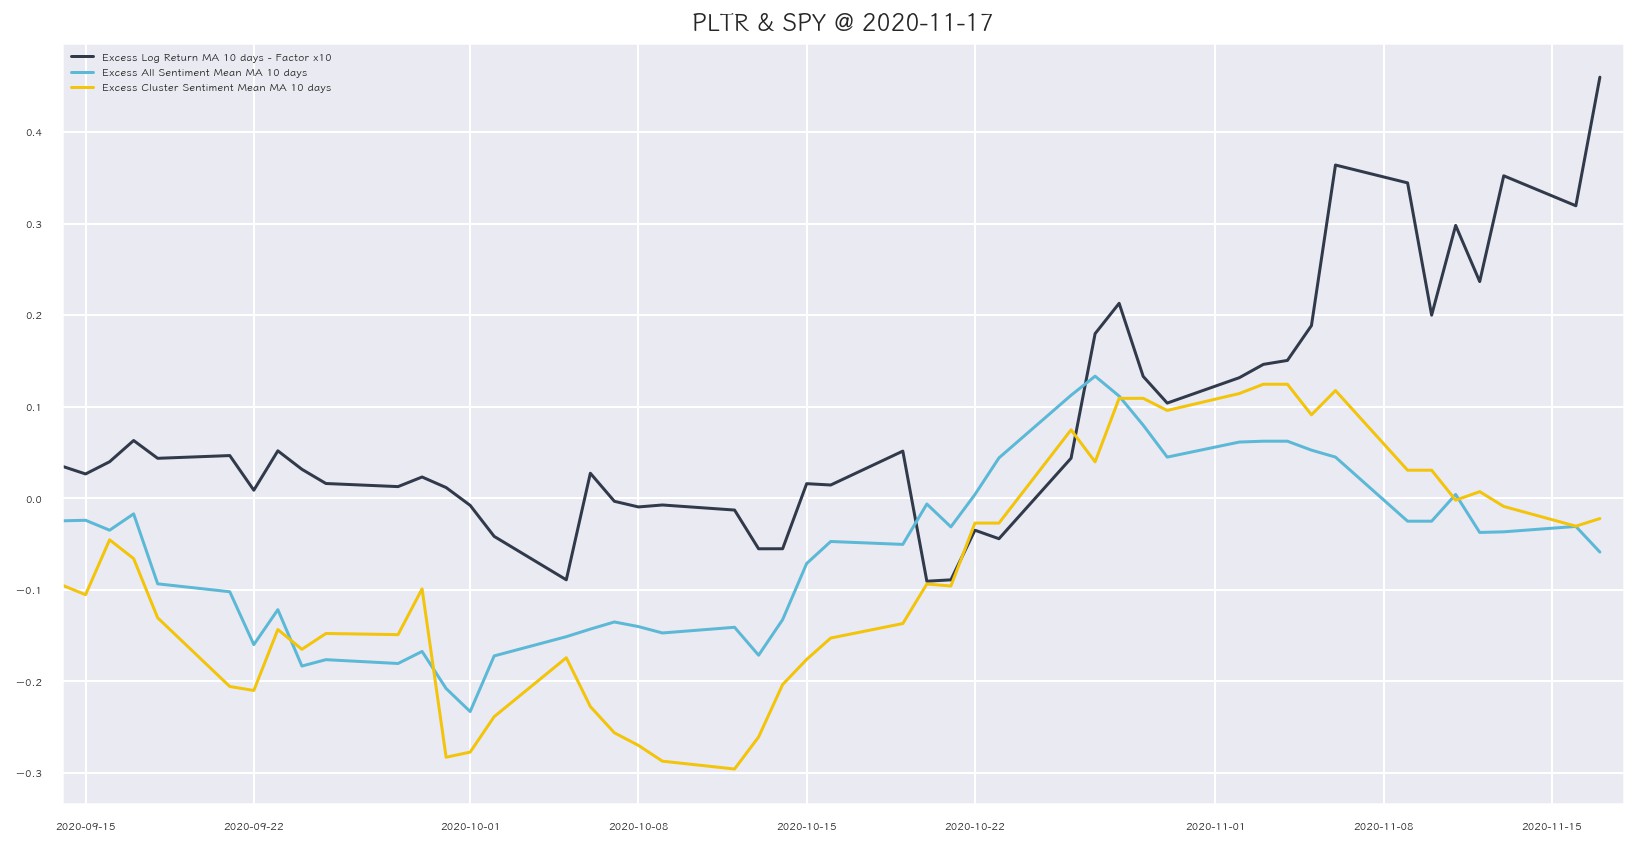 PLTR & SPY @ 2020-11-17
Excess Log Return MA 10 days - Factor x10
Excess All Sentiment Mean MA 10 days
Excess Cluster Sentiment Mean MA 10 days
0.4
0.3
0.2
0.1
0.0
−0.1
−0.2
−0.3
2020-09-15 2020-09-22 2020-10-01 2020-10-08 2020-10-15 2020-10-22 2020-11-01 2020-11-08 2020-11-15